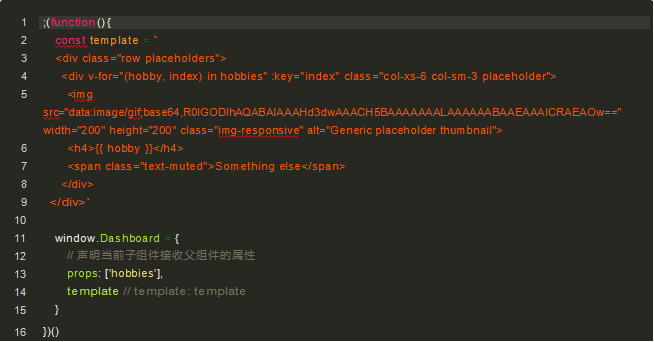 1 ;(function(){
2 const template = `
3 <div class="row placeholders">
4 <div v-for="(hobby, index) in hobbies" :key="index" class="col-xs-6 col-sm-3 placeholder">
5 <img
src="data:image/gif;base64,R0lGODlhAQABAIAAAHd3dwAAACH5BAAAAAAALAAAAAABAAEAAAICRAEAOw=="
width="200" height="200" class="img-responsive" alt="Generic placeholder thumbnail">
6 <h4>{{ hobby }}</h4>
7 <span class="text-muted">Something else</span>
8 </div>
9 </div>`
10
11 window.Dashboard = {
12 // 声明当前子组件接收父组件的属性
13 props: ['hobbies'],
14 template // template: template
15 }
16 })()